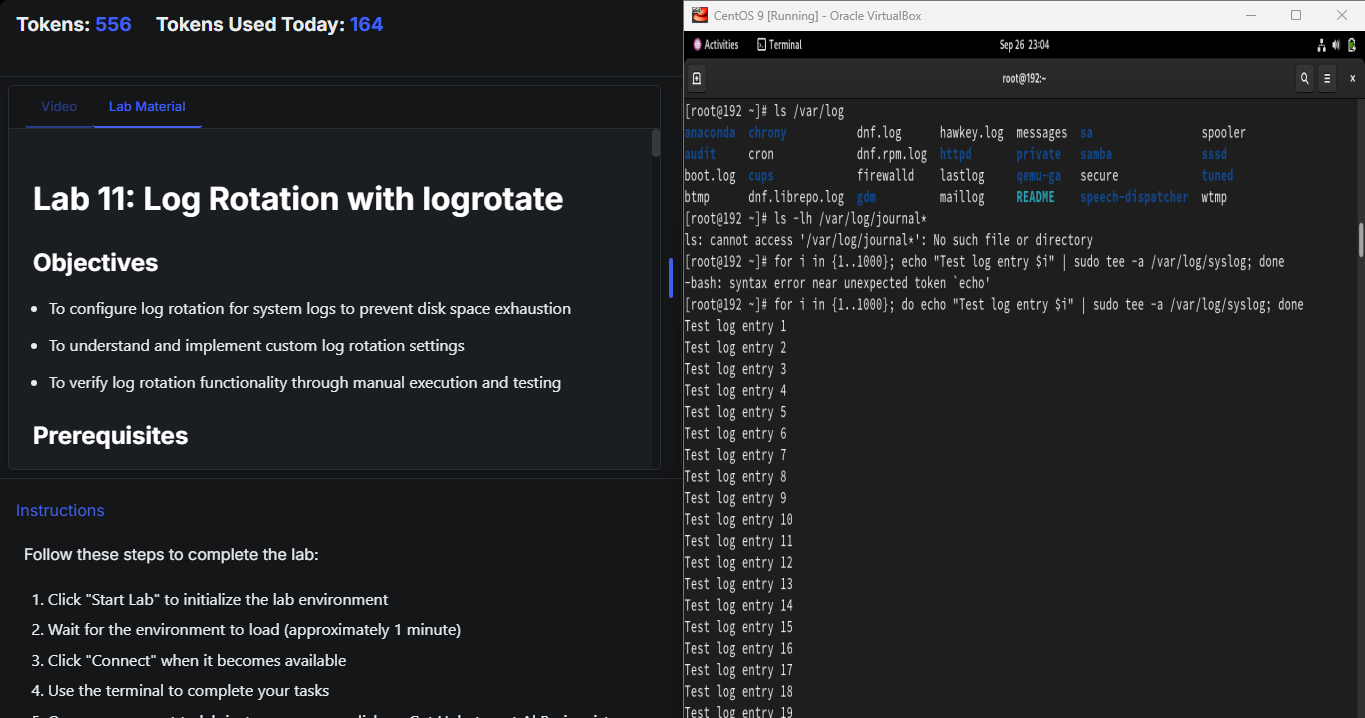 Tokens: 556 Tokens Used Today: 164
Video Lab Material
Lab 11: Log Rotation with logrotate
Objectives
• To configure log rotation for system logs to prevent disk space exhaustion
• To understand and implement custom log rotation settings
• To verify log rotation functionality through manual execution and testing
Prerequisites
Instructions
Follow these steps to complete the lab:
1. Click "Start Lab" to initialize the lab environment
2. Wait for the environment to load (approximately 1 minute)
3. Click "Connect" when it becomes available
4. Use the terminal to complete your tasks
CentOS 9 [Running] - Oracle VirtualBox
Activities Terminal Sep 26 23:04
root@192:~
[root@192 ~]# ls /var/log
anaconda chrony dnf.log hawkey.log messages sa spooler
audit cron dnf.rpm.log httpd private samba sssd
boot.log cups firewalld lastlog qemu-ga secure tuned
btmp dnf.librepo.log gdm maillog README speech-dispatcher wtmp
[root@192 ~]# ls -lh /var/log/journal*
ls: cannot access '/var/log/journal*': No such file or directory
[root@192 ~]# for i in {1..1000}; echo "Test log entry $i" | sudo tee -a /var/log/syslog; done
-bash: syntax error near unexpected token `echo'
[root@192 ~]# for i in {1..1000}; do echo "Test log entry $i" | sudo tee -a /var/log/syslog; done
Test log entry 1
Test log entry 2
Test log entry 3
Test log entry 4
Test log entry 5
Test log entry 6
Test log entry 7
Test log entry 8
Test log entry 9
Test log entry 10
Test log entry 11
Test log entry 12
Test log entry 13
Test log entry 14
Test log entry 15
Test log entry 16
Test log entry 17
Test log entry 18
Test log entry 19